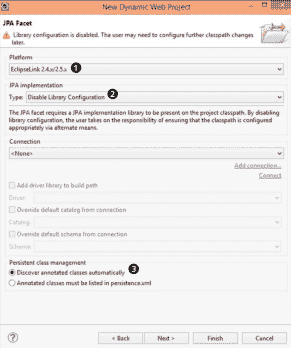 New Dynamic Web Project
JPA Facet
Library configuration is disabled. The user may need to configure further classpath changes
later.
Platform
EclipseLink 2.4.x/2.5.x
1
JPA implementation
Type: Disable Library Configuration
2
The JPA facet requires a JPA implementation library to be present on the project classpath. By disabling
library configuration, the user takes on the responsibility of ensuring that the classpath is configured
appropriately via alternate means.
Connection
<None>
Add connection...
Connect
Add driver library to build path
Driver:
Override default catalog from connection
Catalog:
Override default schema from connection
Schema:
Persistent class management
Discover annotated classes automatically
3
Annotated classes must be listed in persistence.xml
?
< Back
Next >
Finish
Cancel